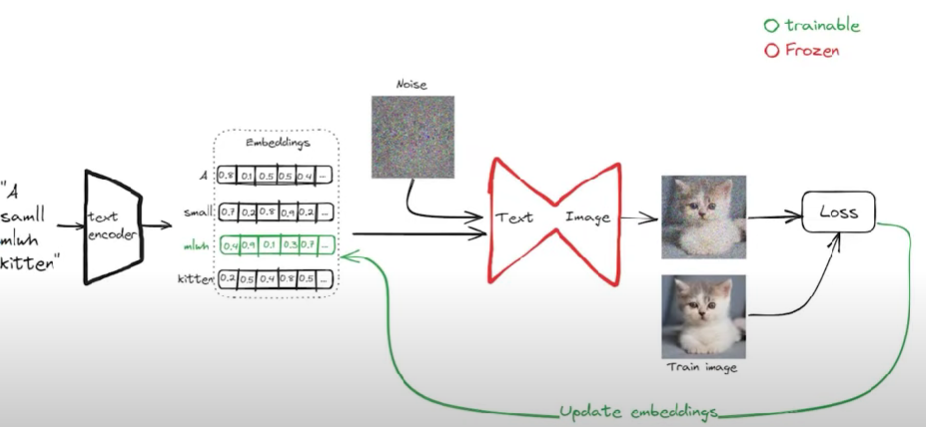 trainable
Frozen
Noise
Embeddings
A 0.8 0.1 0.5 0.5 0.4 ...
small 0.7 0.2 0.8 0.9 0.2 ...
mlwh 0.4 0.9 0.1 0.3 0.7 ...
kitten 0.2 0.5 0.4 0.8 0.5 ...
"A
samll
mlwh
kitten"
text
encoder
Text Image
Loss
Train image
Update embeddings